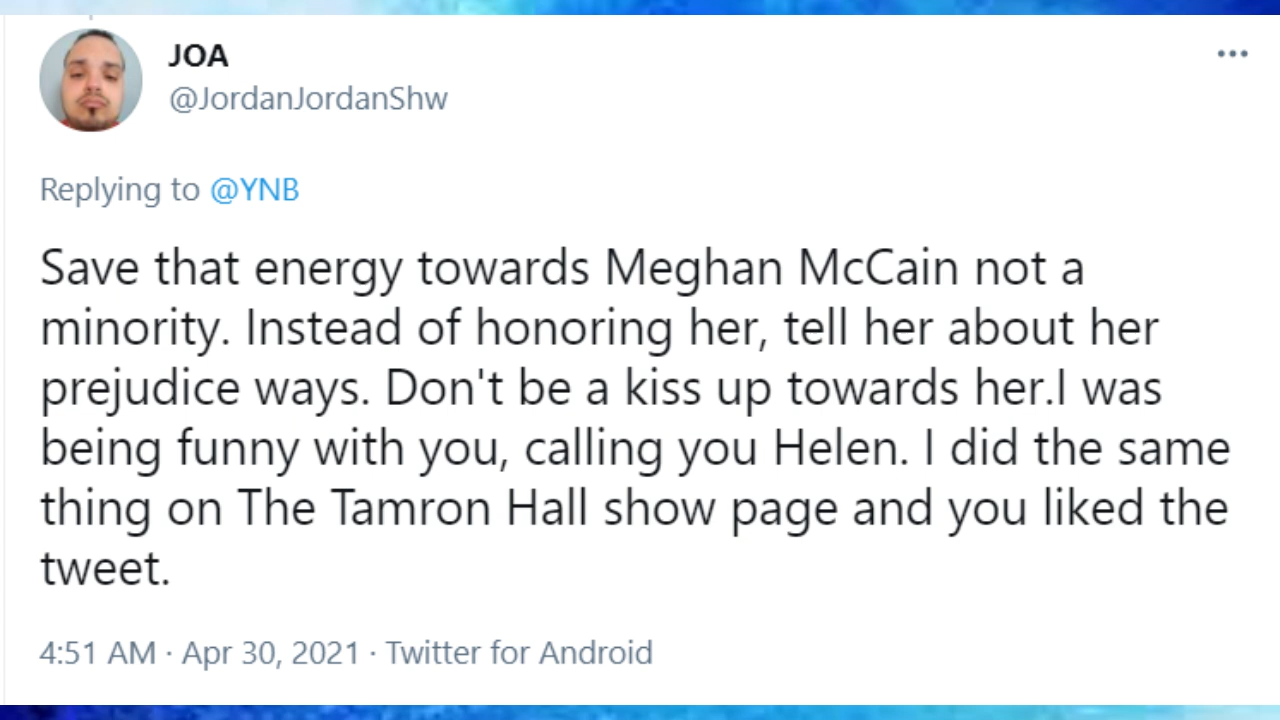 JOA
@JordanJordanShw
Replying to @YNB
Save that energy towards Meghan McCain not a
minority. Instead of honoring her, tell her about her
prejudice ways. Don't be a kiss up towards her.I was
being funny with you, calling you Helen. I did the same
thing on The Tamron Hall show page and you liked the
tweet.
4:51 AM · Apr 30, 2021 · Twitter for Android